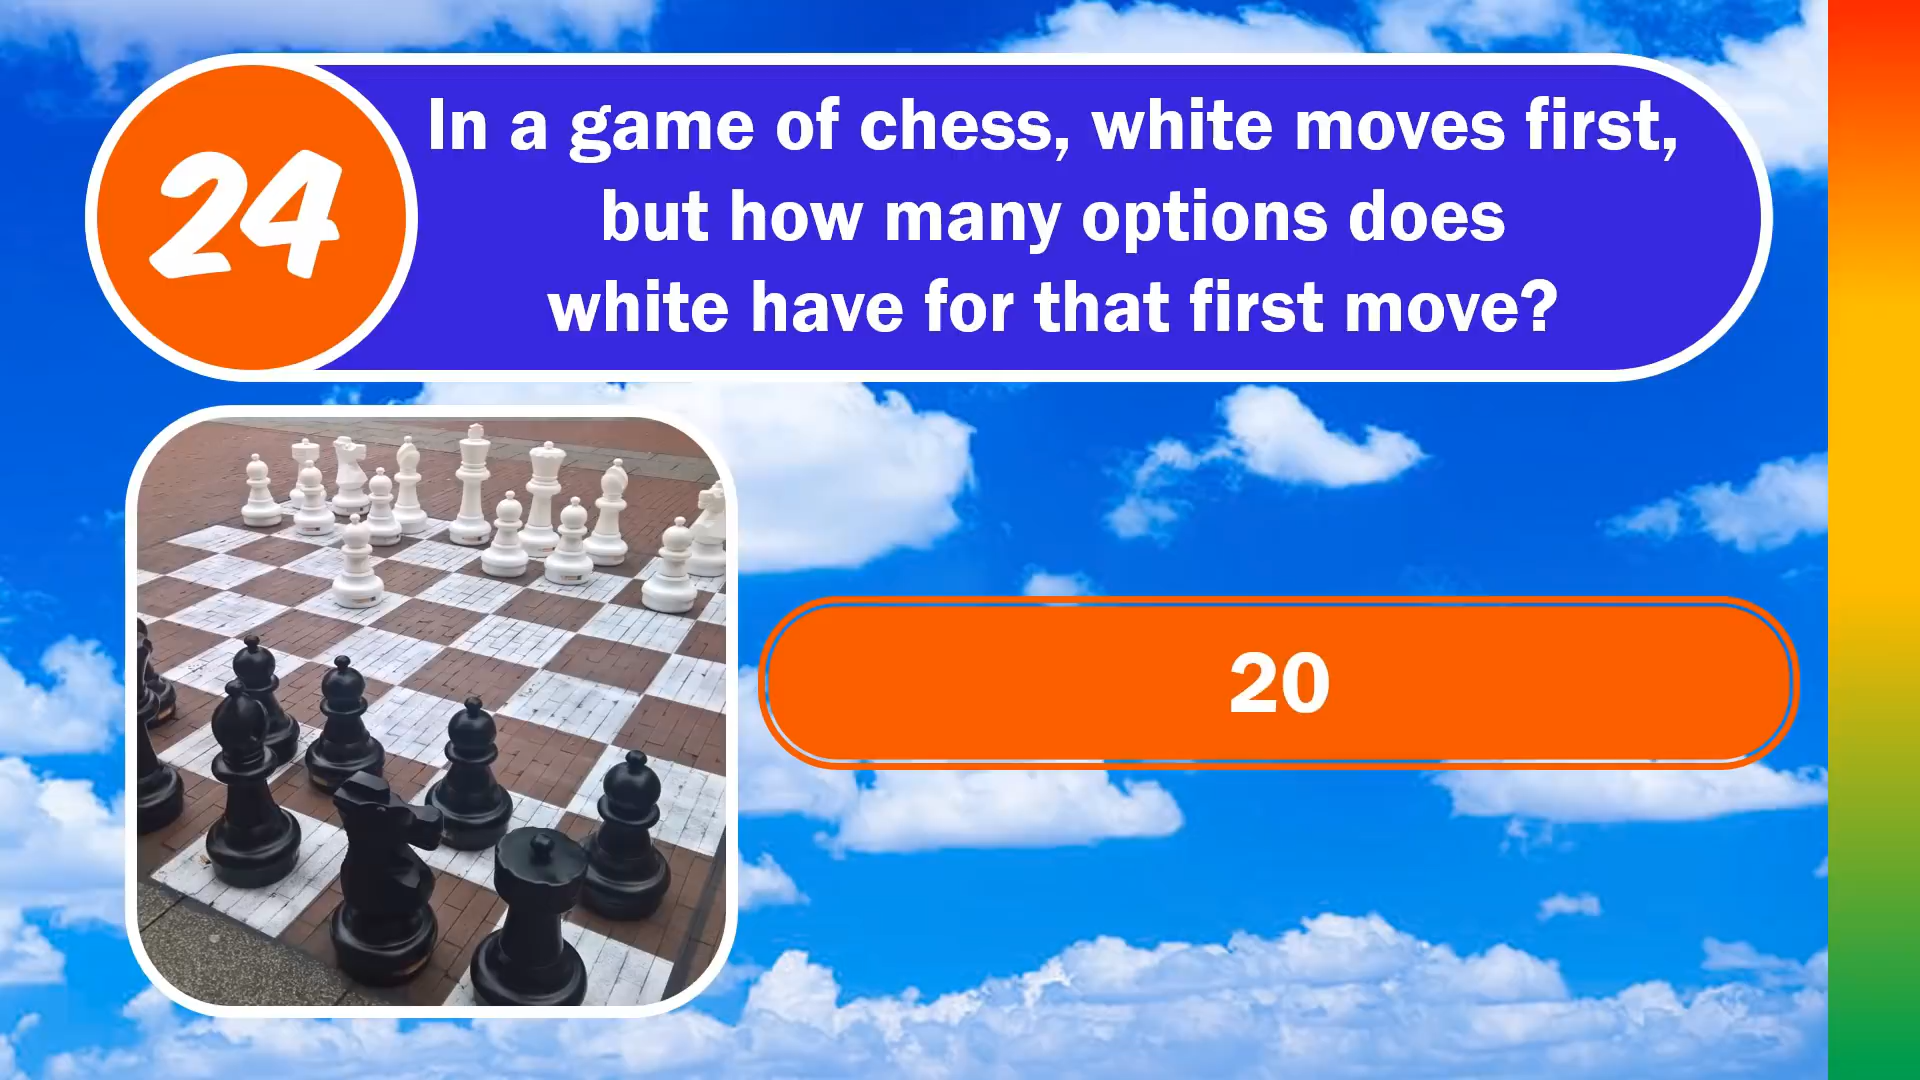 24
In a game of chess, white moves first,
but how many options does
white have for that first move?
20